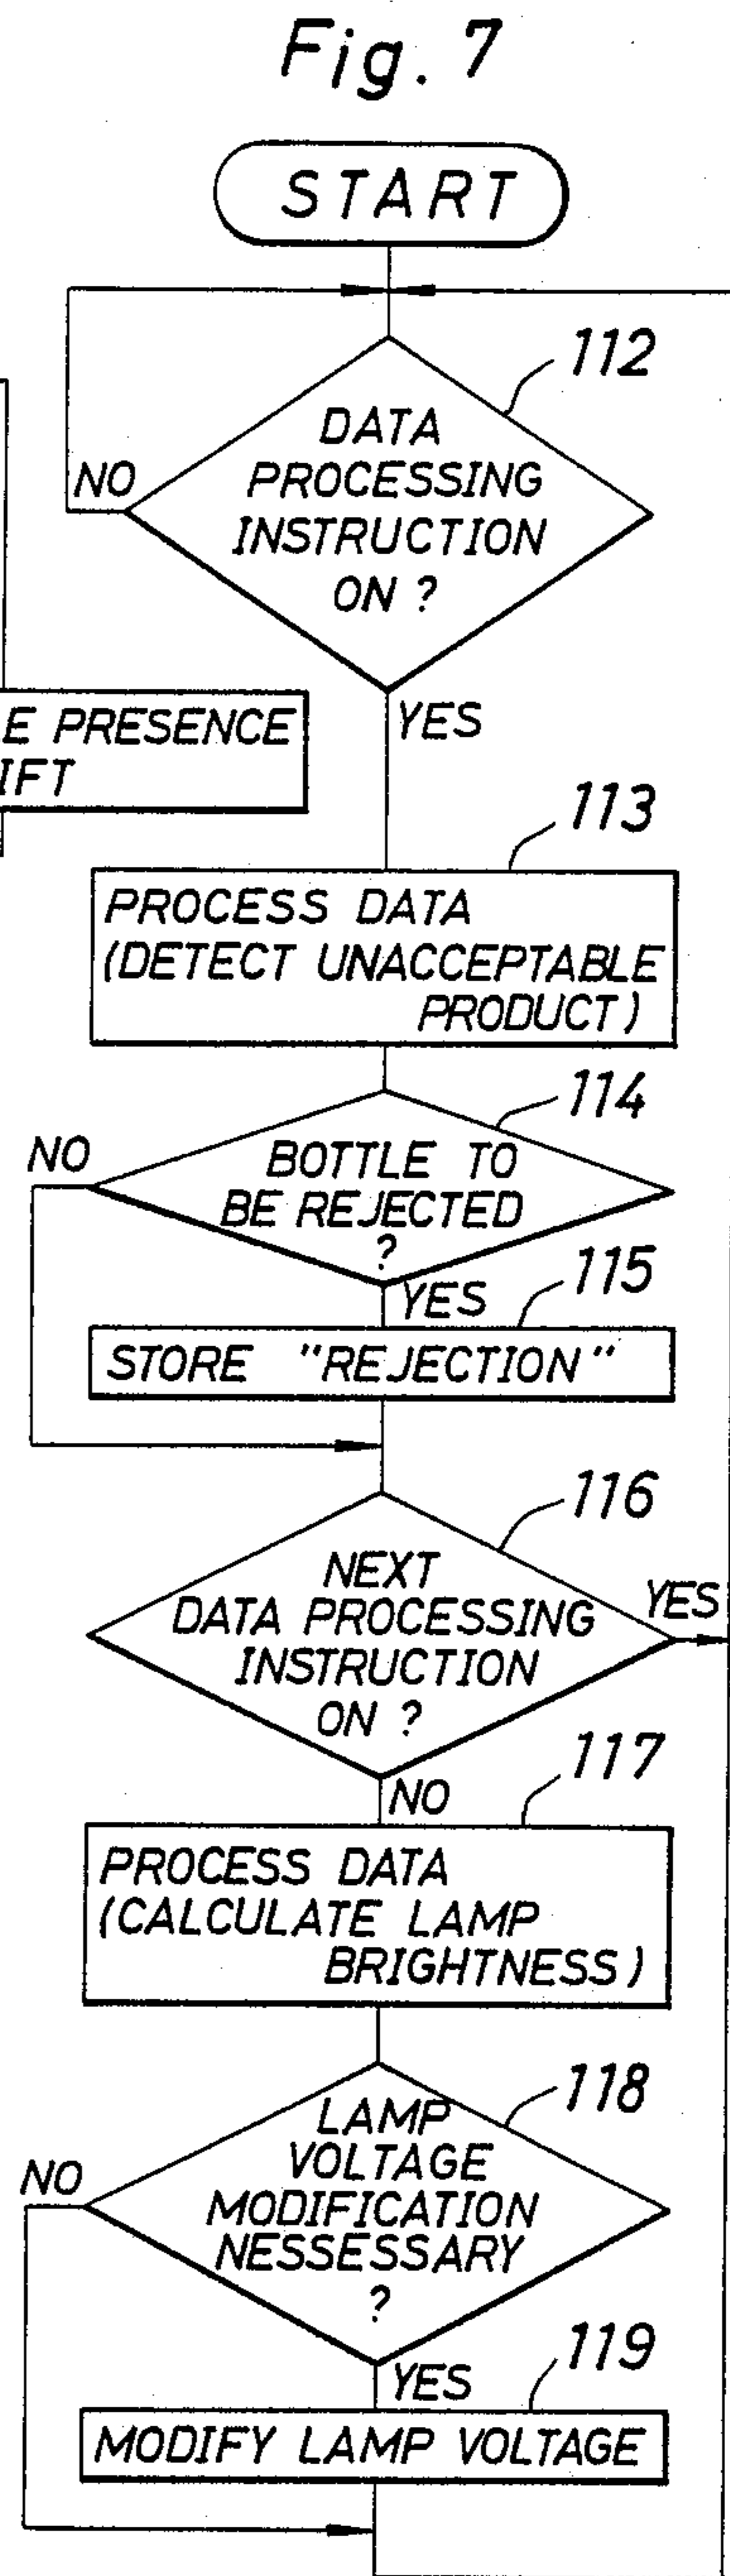 Fig. 7
START
112
DATA
PROCESSING
INSTRUCTION
ON ?
NO
YES
E PRESENCE
IFT
113
PROCESS DATA
(DETECT UNACCEPTABLE
PRODUCT)
114
NO
BOTTLE TO
BE REJECTED
?
115
YES
STORE "REJECTION"
116
NEXT
DATA PROCESSING
INSTRUCTION
ON ?
YES
117
NO
PROCESS DATA
(CALCULATE LAMP
BRIGHTNESS)
118
LAMP
VOLTAGE
MODIFICATION
NESSESSARY
?
NO
119
YES
MODIFY LAMP VOLTAGE